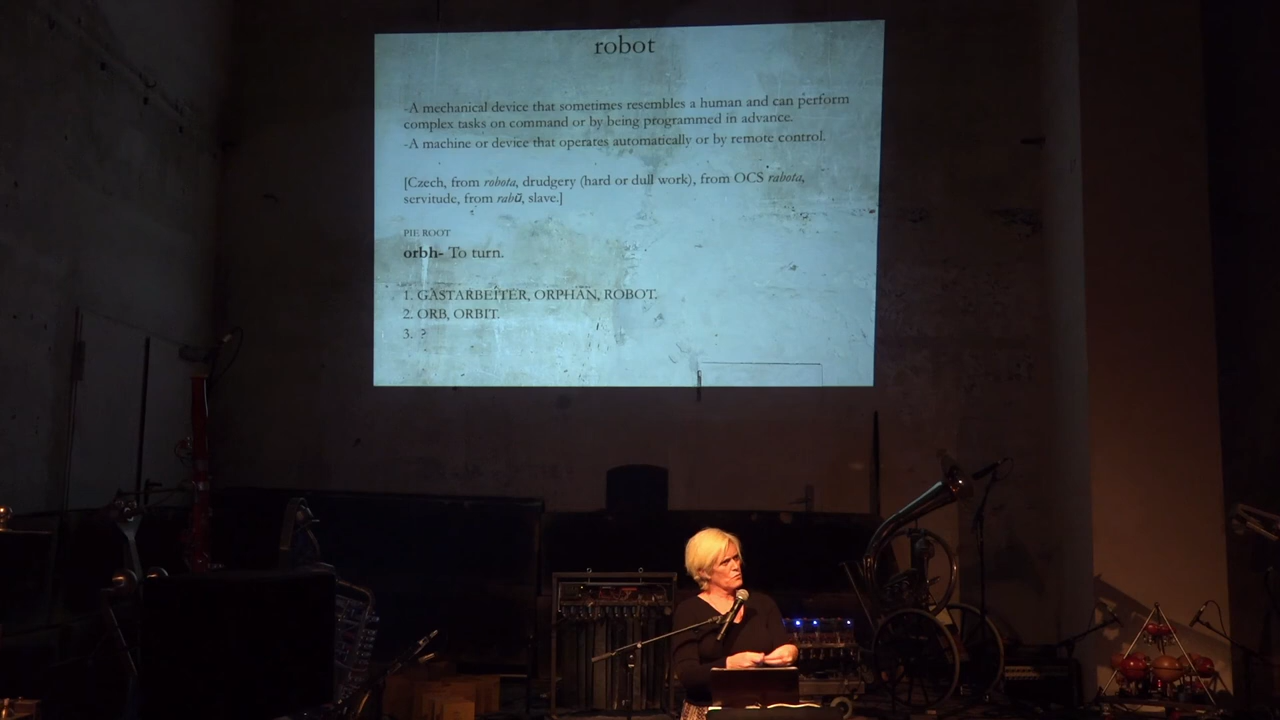 robot
-A mechanical device that sometimes resembles a human and can perform
complex tasks on command or by being programmed in advance.
-A machine or device that operates automatically or by remote control.
[Czech, from robota, drudgery (hard or dull work), from OCS rabota,
servitude, from rabŭ, slave.]
PIE ROOT
orbh- To turn.
1. GASTARBEITER, ORPHAN, ROBOT.
2. ORB, ORBIT.
3. ?